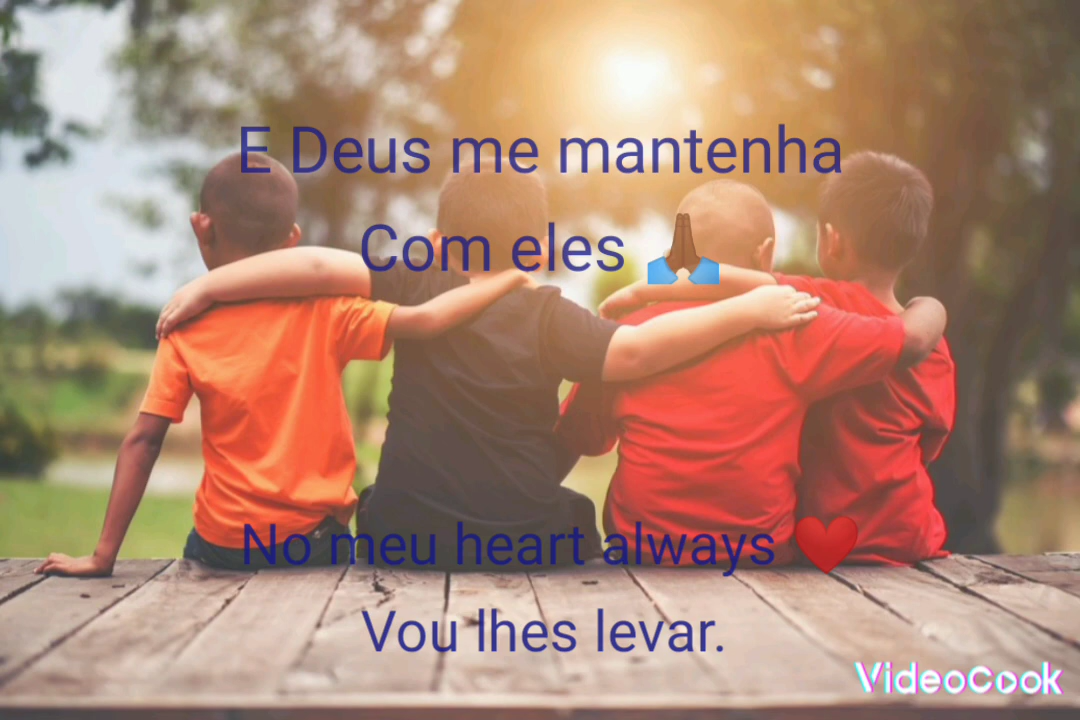 E Deus me mantenha
Com eles 🙏🏿
No meu heart always ❤️
Vou lhes levar.
VideoCook